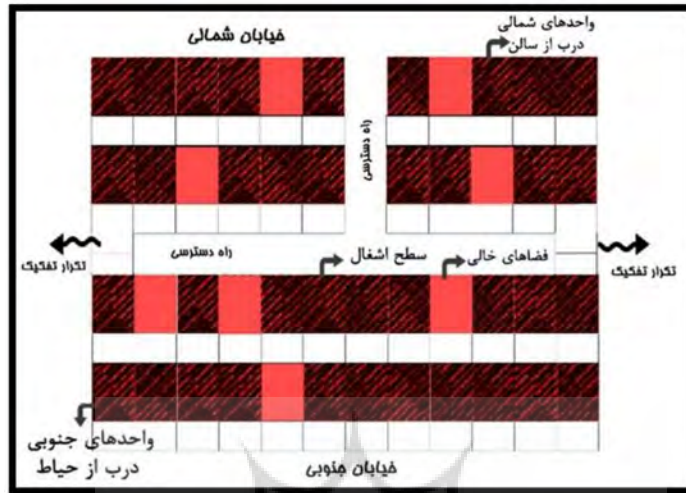 خیابان شمالی
واحدهای شمالی
درب از سالن
راه دسترسی
تکرار تفکیک
راه دسترسی
سطح اشغال
فضاهای خالی
تکرار تفکیک
واحدهای جنوبی
درب از حیاط
خیابان جنوبی